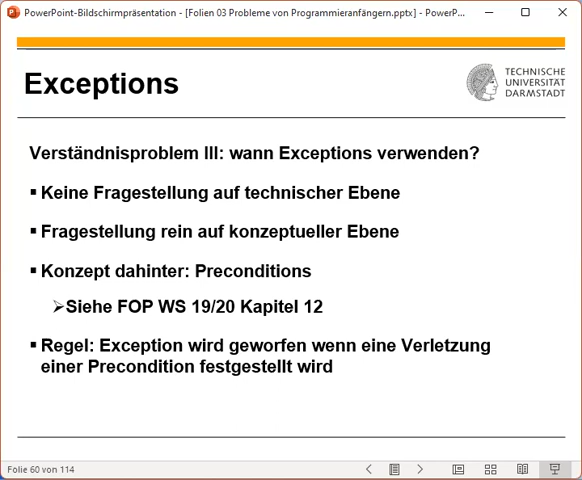 PowerPoint-Bildschirmpräsentation - [Folien 03 Probleme von Programmieranfängern.pptx] - PowerP...
Exceptions
TECHNISCHE
UNIVERSITÄT
DARMSTADT
Verständnisproblem III: wann Exceptions verwenden?
▪ Keine Fragestellung auf technischer Ebene
▪ Fragestellung rein auf konzeptueller Ebene
▪ Konzept dahinter: Preconditions
➢Siehe FOP WS 19/20 Kapitel 12
▪ Regel: Exception wird geworfen wenn eine Verletzung
einer Precondition festgestellt wird
Folie 60 von 114